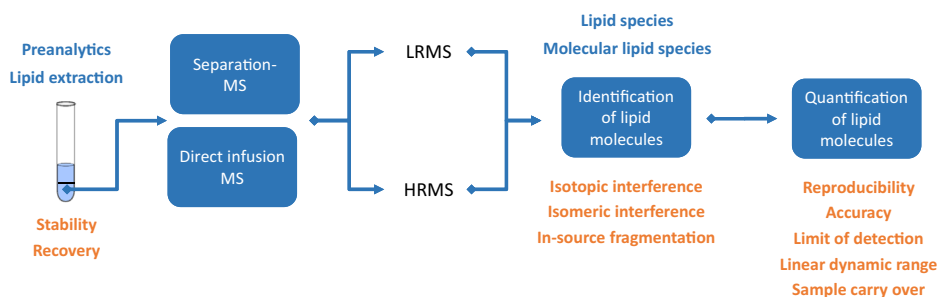 Preanalytics
Lipid extraction
Stability
Recovery
Separation-
MS
Direct infusion
MS
LRMS
HRMS
Lipid species
Molecular lipid species
Identification
of lipid
molecules
Isotopic interference
Isomeric interference
In-source fragmentation
Quantification
of lipid
molecules
Reproducibility
Accuracy
Limit of detection
Linear dynamic range
Sample carry over